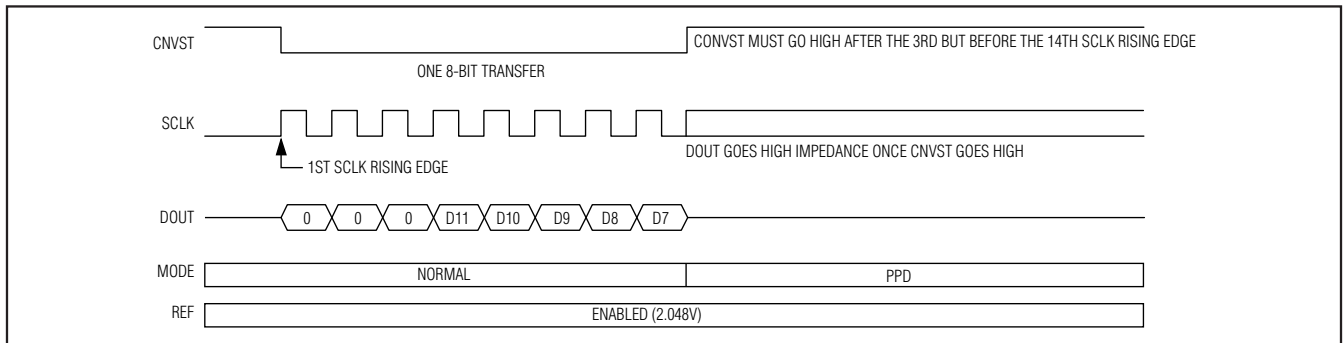 CNVST
CONVST MUST GO HIGH AFTER THE 3RD BUT BEFORE THE 14TH SCLK RISING EDGE
ONE 8-BIT TRANSFER
SCLK
DOUT GOES HIGH IMPEDANCE ONCE CNVST GOES HIGH
1ST SCLK RISING EDGE
DOUT 0 0 0 D11 D10 D9 D8 D7
MODE NORMAL PPD
REF ENABLED (2.048V)